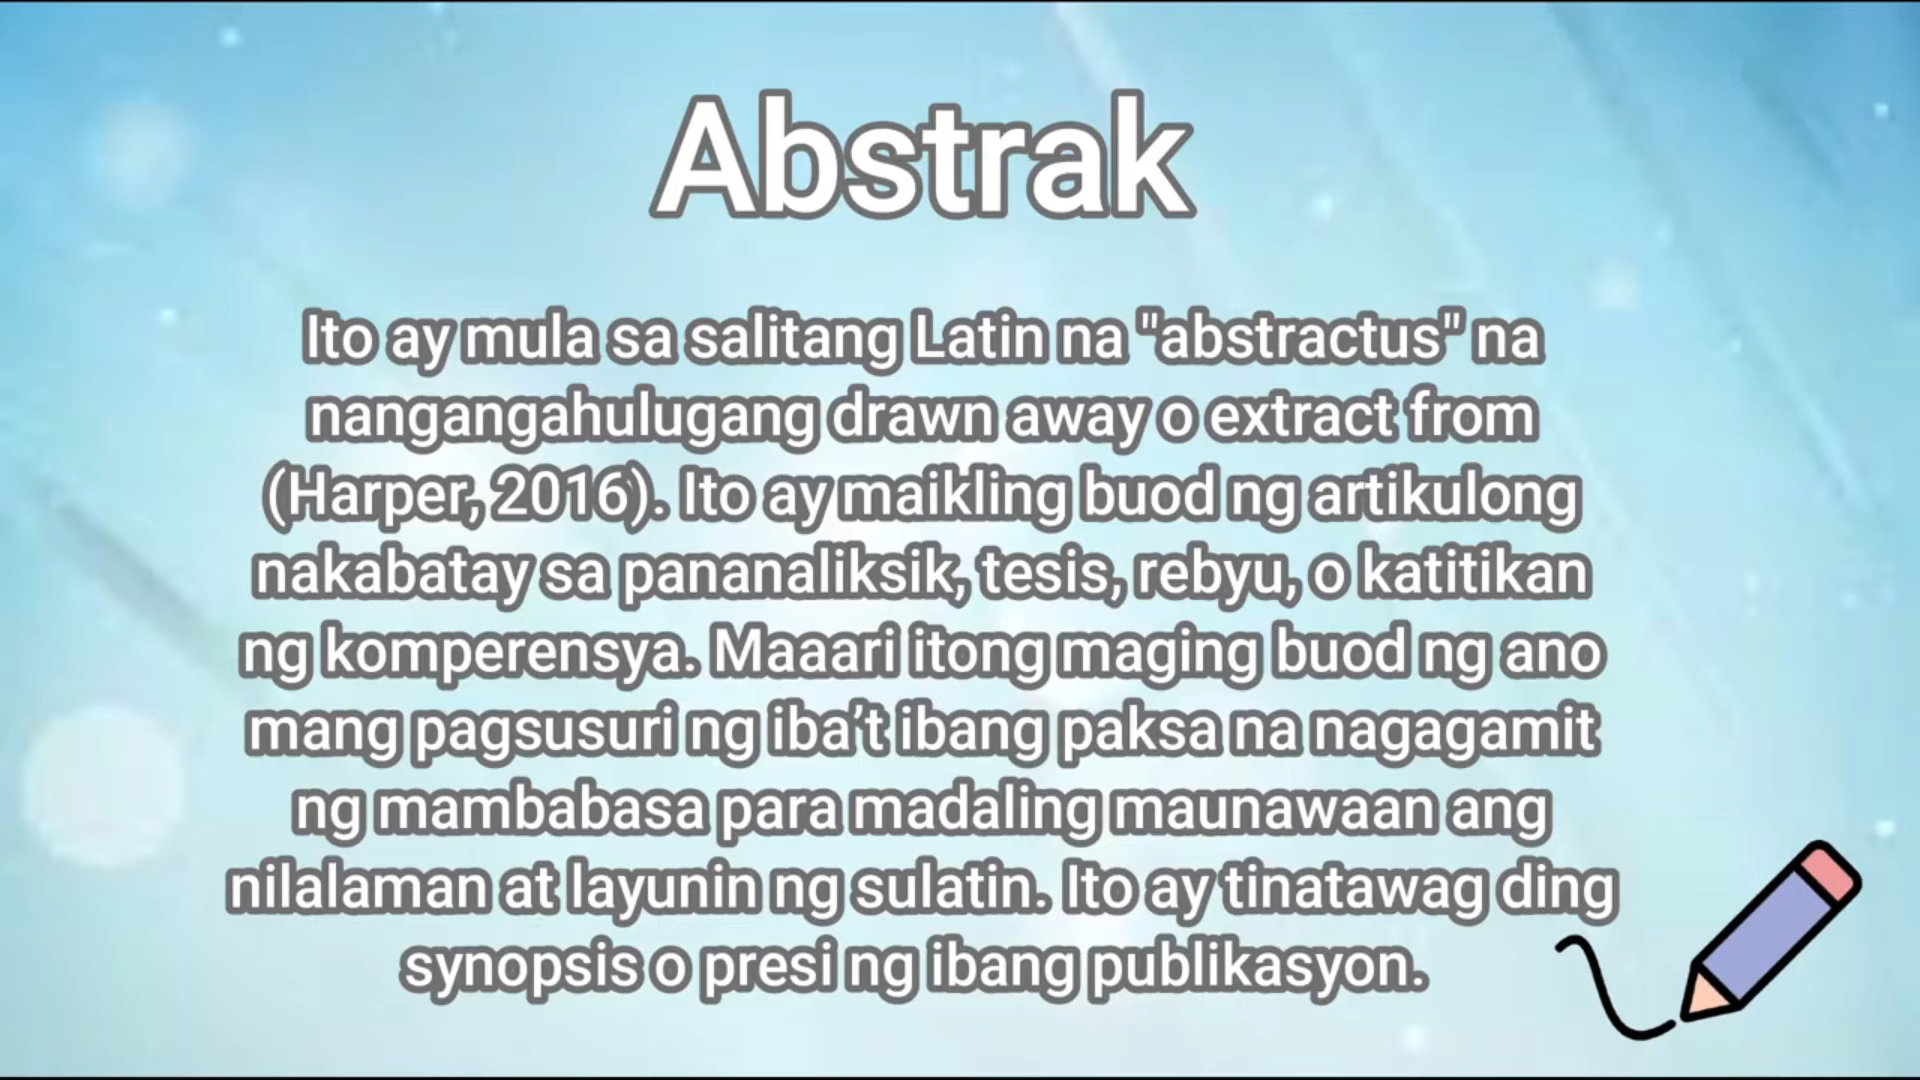 Abstrak
Ito ay mula sa salitang Latin na "abstractus" na
nangangahulugang drawn away o extract from
(Harper, 2016). Ito ay maikling buod ng artikulong
nakabatay sa pananaliksik, tesis, rebyu, o katitikan
ng komperensya. Maaari itong maging buod ng ano
mang pagsusuri ng iba’t ibang paksa na nagagamit
ng mambabasa para madaling maunawaan ang
nilalaman at layunin ng sulatin. Ito ay tinatawag ding
synopsis o presi ng ibang publikasyon.